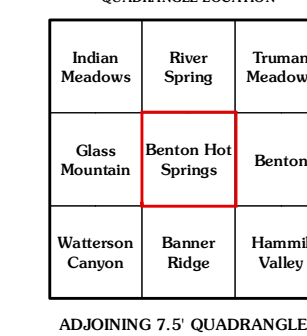 Indian
Meadows
River
Spring
Truman
Meadow
Glass
Mountain
Benton Hot
Springs
Benton
Watterson
Canyon
Banner
Ridge
Hammil
Valley
ADJOINING 7.5' QUADRANGLE